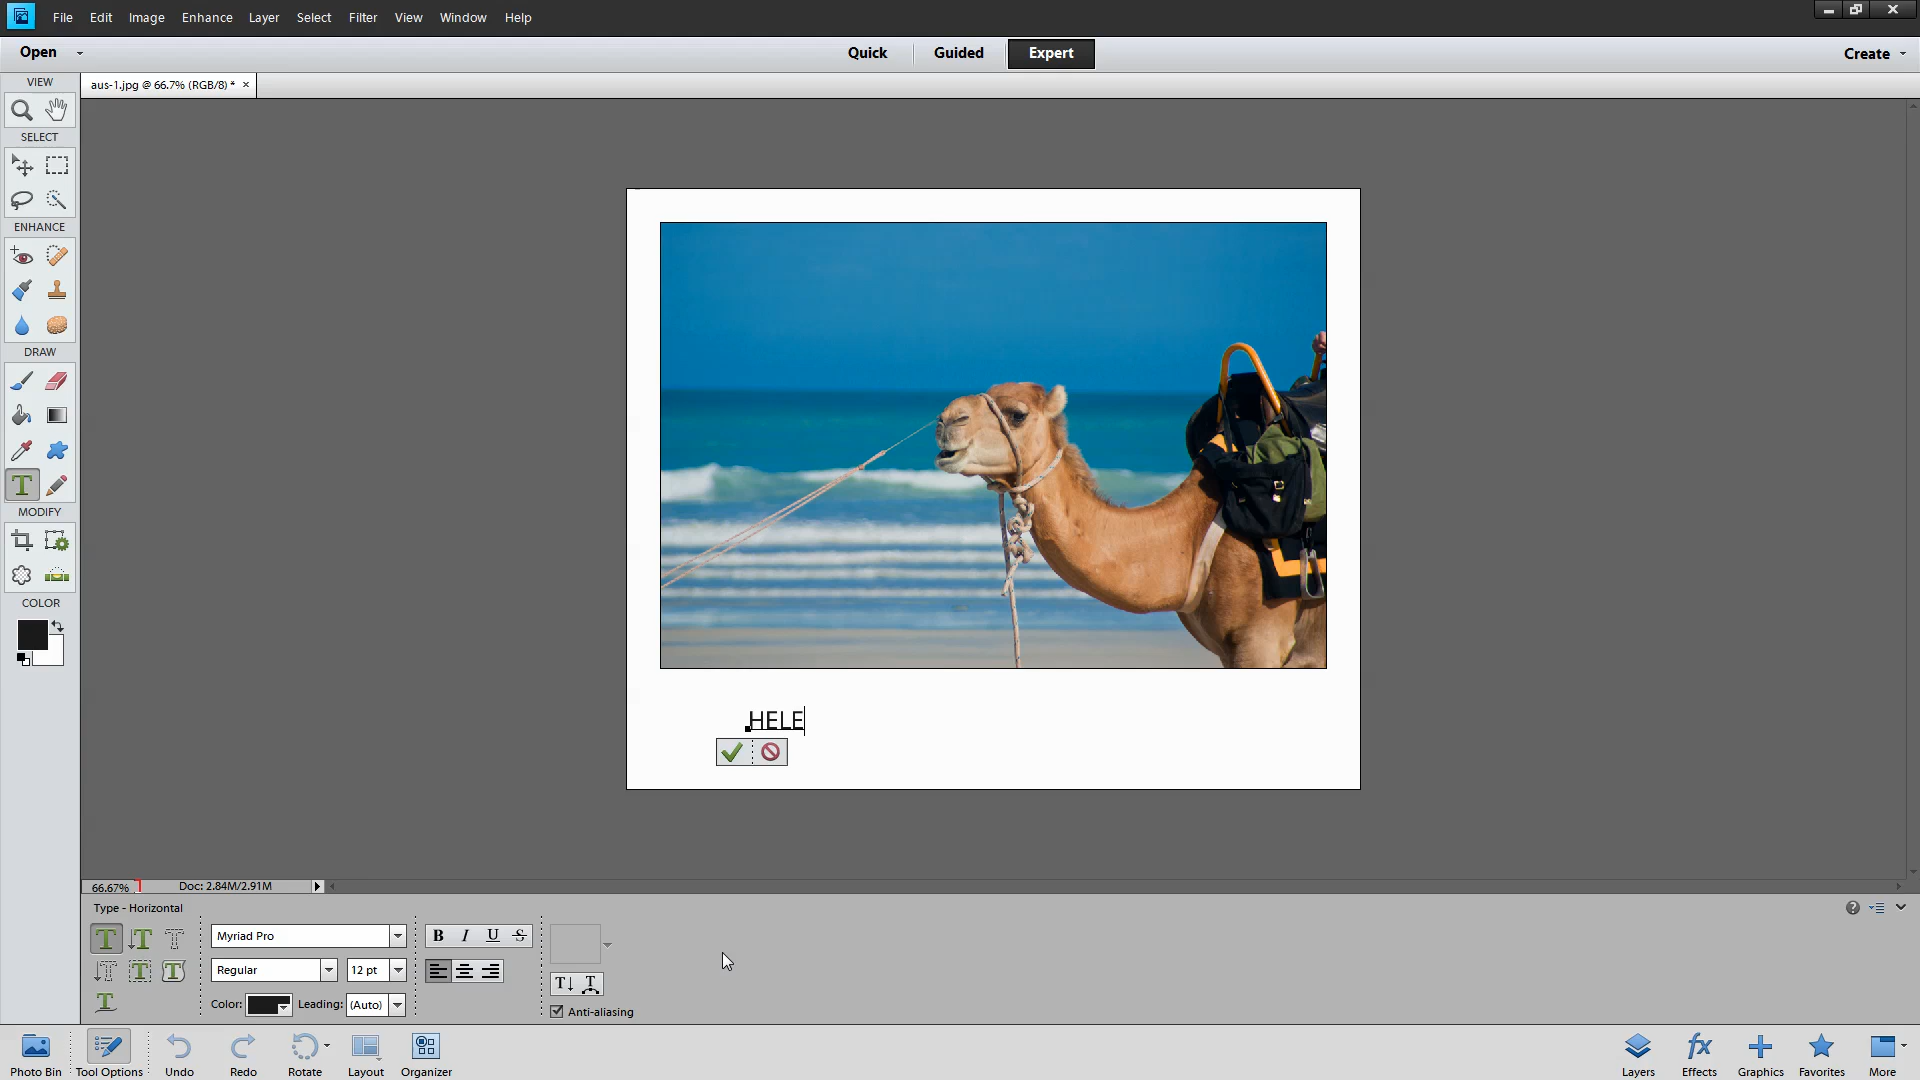 File Edit Image Enhance Layer Select Filter View Window Help
Open Quick Guided Expert Create
VIEW
aus-1.jpg @ 66.7% (RGB/8) * ×
SELECT
ENHANCE
DRAW
T
MODIFY
COLOR
HELE
66.67% Doc: 2.84M/2.91M
Type - Horizontal
Myriad Pro B I U S
Regular 12 pt
Color: Leading: (Auto)
Anti-aliasing
Photo Bin Tool Options Undo Redo Rotate Layout Organizer Layers Effects Graphics Favorites More